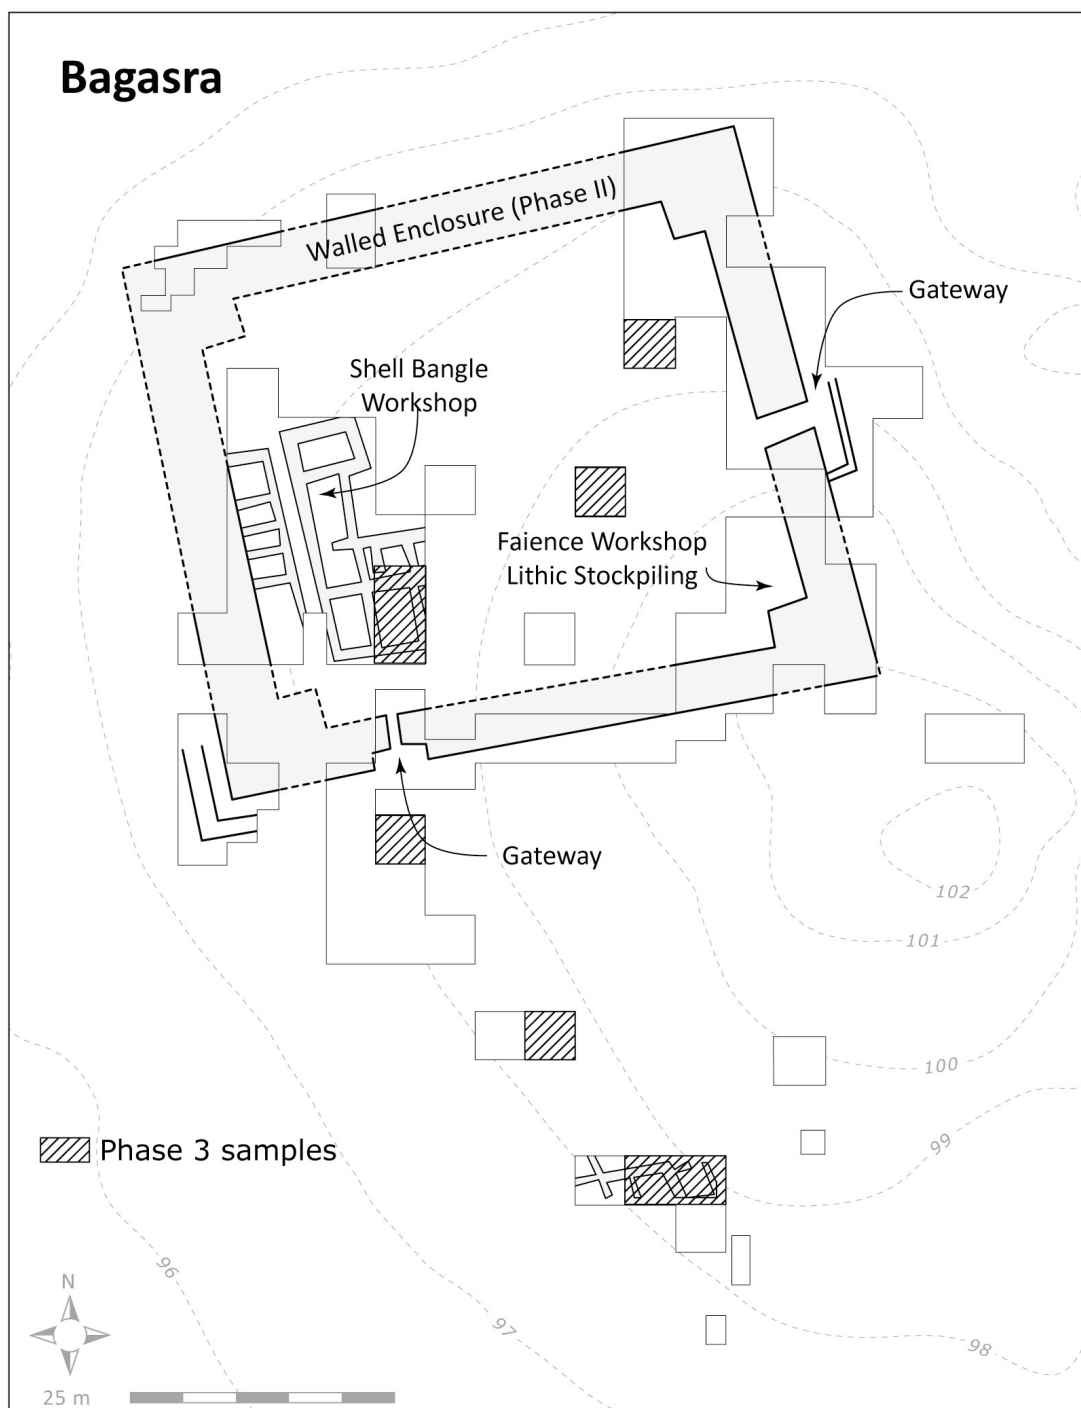 Bagasra
Walled Enclosure (Phase II)
Gateway
Shell Bangle
Workshop
Faience Workshop
Lithic Stockpiling
Gateway
102
101
100
99
Phase 3 samples
96
97
98
N
25 m